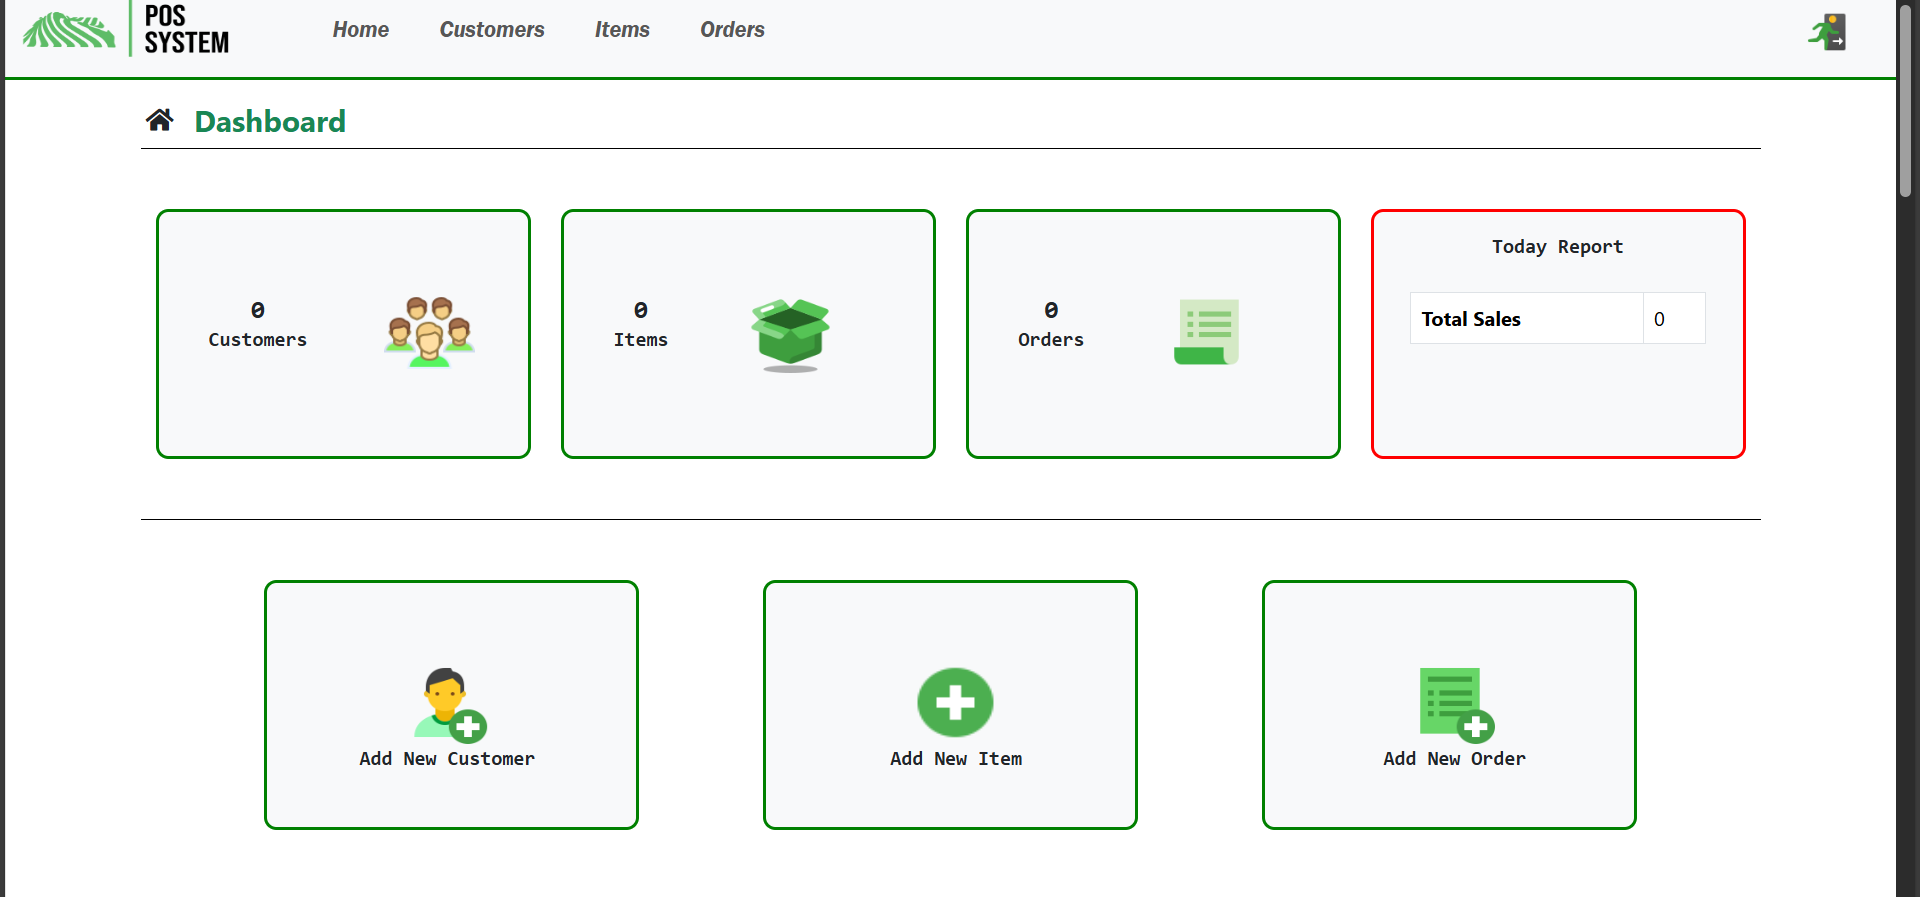 POS
SYSTEM
Home
Customers
Items
Orders
Dashboard
0
Customers
0
Items
0
Orders
Today Report
Total Sales 0
Add New Customer
Add New Item
Add New Order